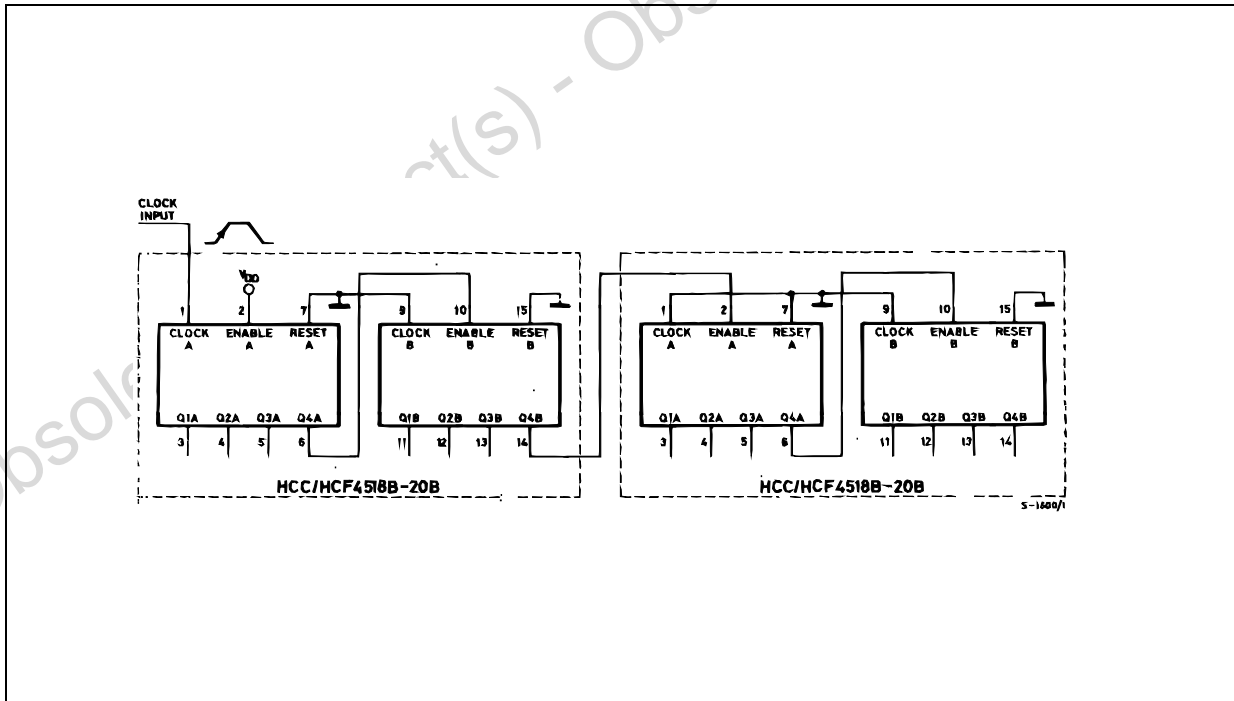 Obsolete Product(s) - Obs
CLOCK
INPUT
VDD
1 2 7 9 10 15 1 2 7 9 10 15
CLOCK A ENABLE A RESET A CLOCK B ENABLE B RESET B CLOCK A ENABLE A RESET A CLOCK B ENABLE B RESET B
Q1A Q2A Q3A Q4A Q1B Q2B Q3B Q4B Q1A Q2A Q3A Q4A Q1B Q2B Q3B Q4B
3 4 5 6 11 12 13 14 3 4 5 6 11 12 13 14
HCC/HCF4518B-20B HCC/HCF4518B-20B
S-1600/1